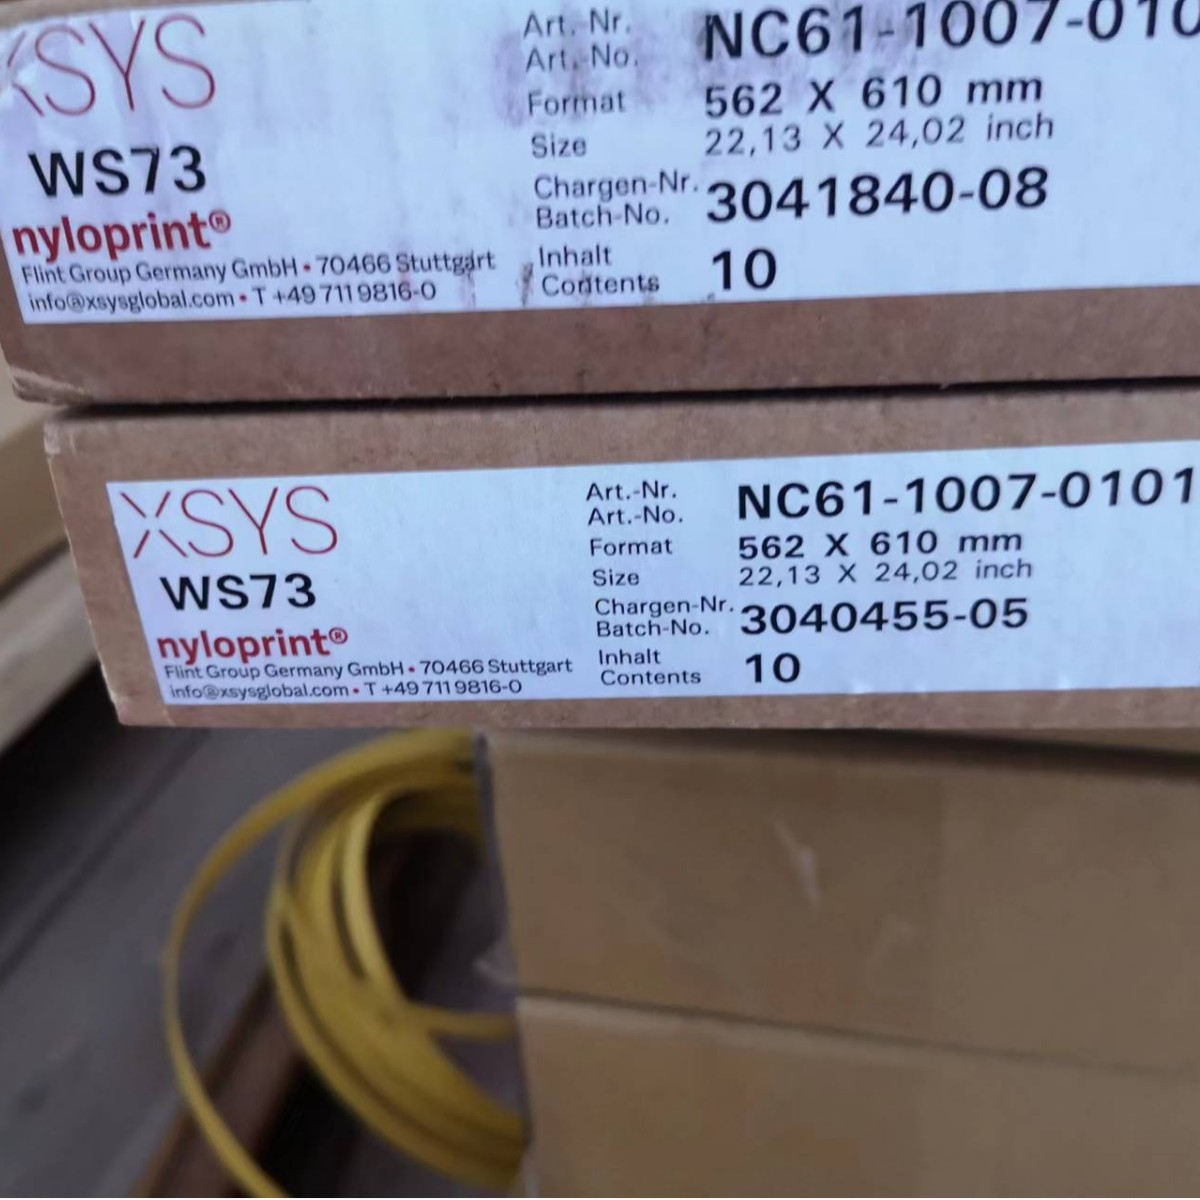 XSYS
WS73
nyloprint®
Flint Group Germany GmbH • 70466 Stuttgart
info@xsysglobal.com • T +49 711 9816-0
Art.-Nr. NC61-1007-010
Art.-No.
Format 562 X 610 mm
Size 22,13 X 24,02 inch
Chargen-Nr. 3041840-08
Batch-No.
Inhalt 10
Contents
XSYS
WS73
nyloprint®
Flint Group Germany GmbH • 70466 Stuttgart
info@xsysglobal.com • T +49 711 9816-0
Art.-Nr. NC61-1007-0101
Art.-No.
Format 562 X 610 mm
Size 22,13 X 24,02 inch
Chargen-Nr. 3040455-05
Batch-No.
Inhalt 10
Contents